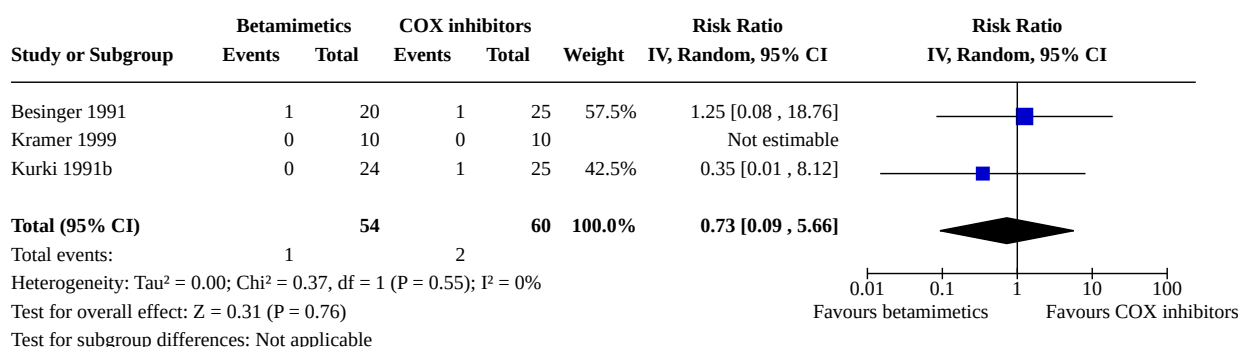 Betamimetics COX inhibitors Risk Ratio Risk Ratio
Study or Subgroup Events Total Events Total Weight IV, Random, 95% CI IV, Random, 95% CI
Besinger 1991 1 20 1 25 57.5% 1.25 [0.08 , 18.76]
Kramer 1999 0 10 0 10 Not estimable
Kurki 1991b 0 24 1 25 42.5% 0.35 [0.01 , 8.12]
Total (95% CI) 54 60 100.0% 0.73 [0.09 , 5.66]
Total events: 1 2
Heterogeneity: Tau² = 0.00; Chi² = 0.37, df = 1 (P = 0.55); I² = 0%
0.01 0.1 1 10 100
Test for overall effect: Z = 0.31 (P = 0.76) Favours betamimetics Favours COX inhibitors
Test for subgroup differences: Not applicable